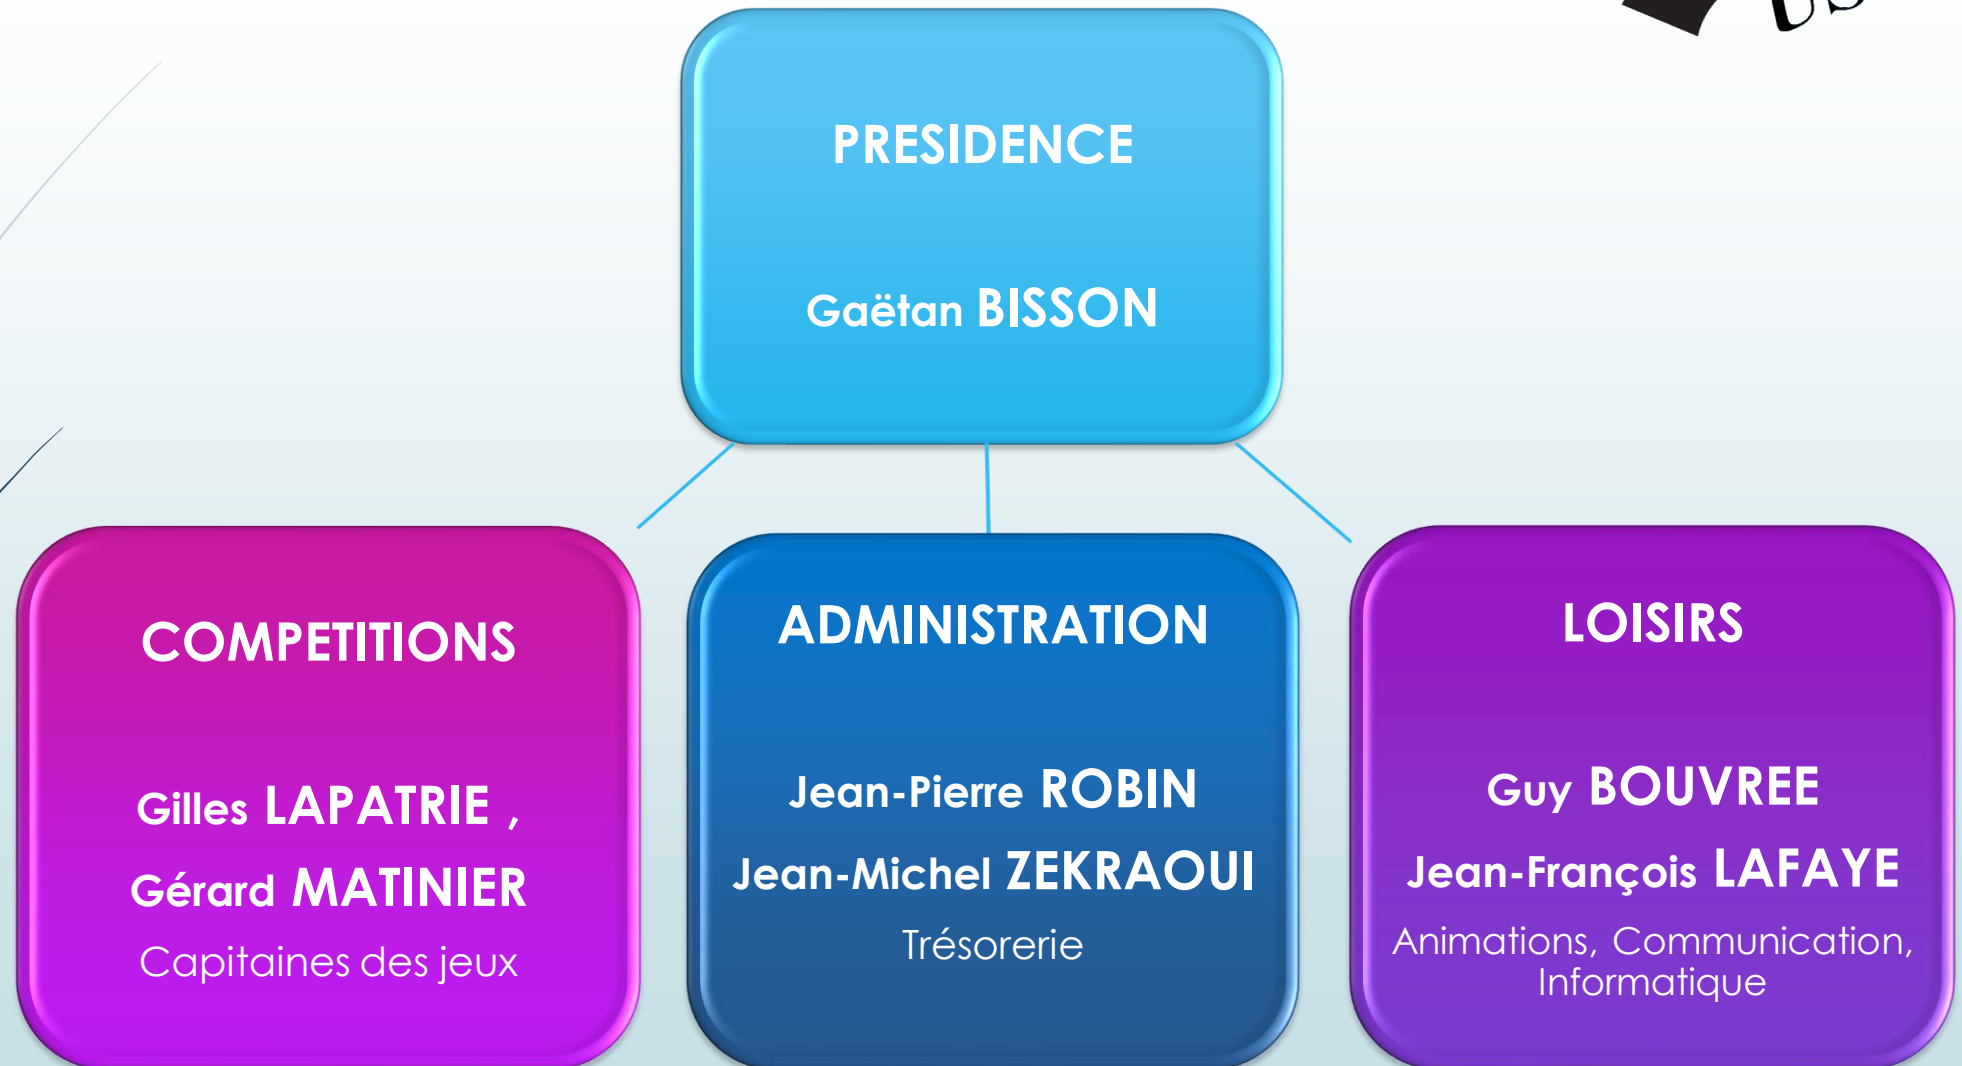 PRESIDENCE
Gaëtan BISSON
COMPETITIONS
Gilles LAPATRIE ,
Gérard MATINIER
Capitaines des jeux
ADMINISTRATION
Jean-Pierre ROBIN
Jean-Michel ZEKRAOUI
Trésorerie
LOISIRS
Guy BOUVREE
Jean-François LAFAYE
Animations, Communication,
Informatique